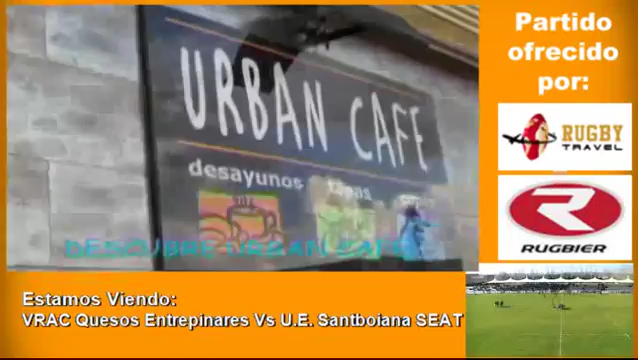 Partido
ofrecido
por:
URBAN CAFE
desayunos
tapas
DESCUBRE URBAN CAFE
RUGBY
TRAVEL
R
RUGBIER
Estamos Viendo:
VRAC Quesos Entrepinares Vs U.E. Santboiana SEAT